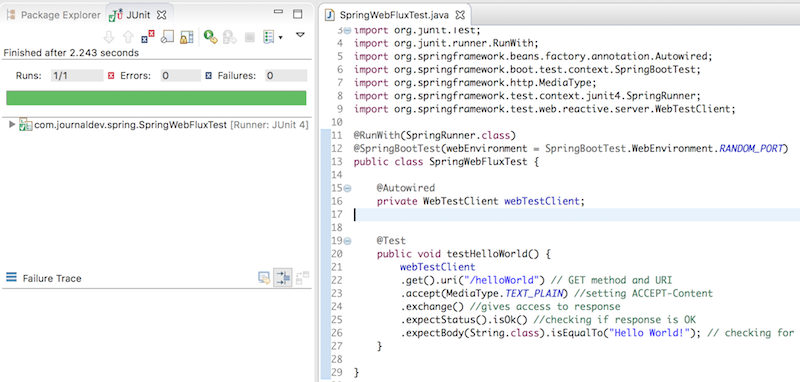 Package Explorer JUnit
Finished after 2.243 seconds
Runs: 1/1 Errors: 0 Failures: 0
com.journaldev.spring.SpringWebFluxTest [Runner: JUnit 4]
Failure Trace
SpringWebFluxTest.java
3 import org.junit.Test;
4 import org.junit.runner.RunWith;
5 import org.springframework.beans.factory.annotation.Autowired;
6 import org.springframework.boot.test.context.SpringBootTest;
7 import org.springframework.http.MediaType;
8 import org.springframework.test.context.junit4.SpringRunner;
9 import org.springframework.test.web.reactive.server.WebTestClient;
10
11 @RunWith(SpringRunner.class)
12 @SpringBootTest(webEnvironment = SpringBootTest.WebEnvironment.RANDOM_PORT)
13 public class SpringWebFluxTest {
14
15 @Autowired
16 private WebTestClient webTestClient;
17
18
19 @Test
20 public void testHelloWorld() {
21 webTestClient
22 .get().uri("/helloWorld") // GET method and URI
23 .accept(MediaType.TEXT_PLAIN) //setting ACCEPT-Content
24 .exchange() //gives access to response
25 .expectStatus().isOk() //checking if response is OK
26 .expectBody(String.class).isEqualTo("Hello World!"); // checking for
27 }
28
29 }